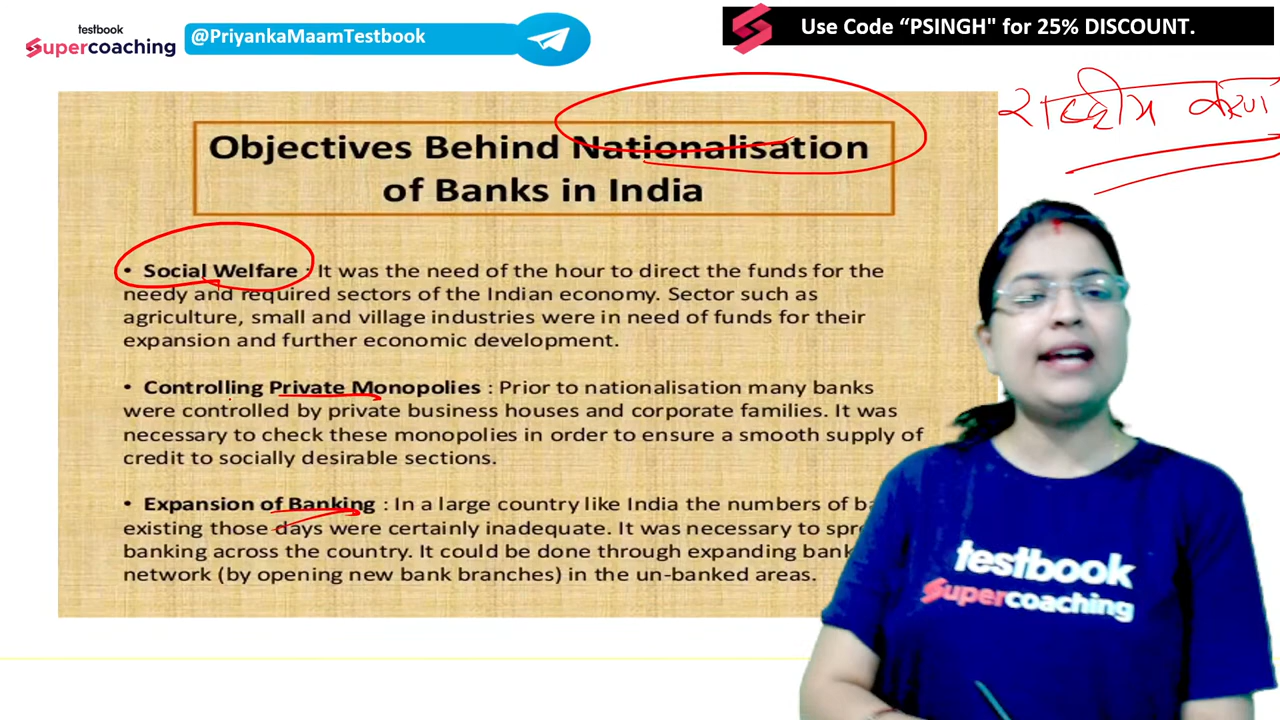 testbook
Supercoaching
@PriyankaMaamTestbook
Use Code “PSINGH" for 25% DISCOUNT.
राष्ट्रीय करण
Objectives Behind Nationalisation
of Banks in India
• Social Welfare : It was the need of the hour to direct the funds for the
needy and required sectors of the Indian economy. Sector such as
agriculture, small and village industries were in need of funds for their
expansion and further economic development.
• Controlling Private Monopolies : Prior to nationalisation many banks
were controlled by private business houses and corporate families. It was
necessary to check these monopolies in order to ensure a smooth supply of
credit to socially desirable sections.
• Expansion of Banking : In a large country like India the numbers of
existing those days were certainly inadequate. It was necessary to
banking across the country. It could be done through expanding
network (by opening new bank branches) in the un-banked areas.
testbook
Supercoaching